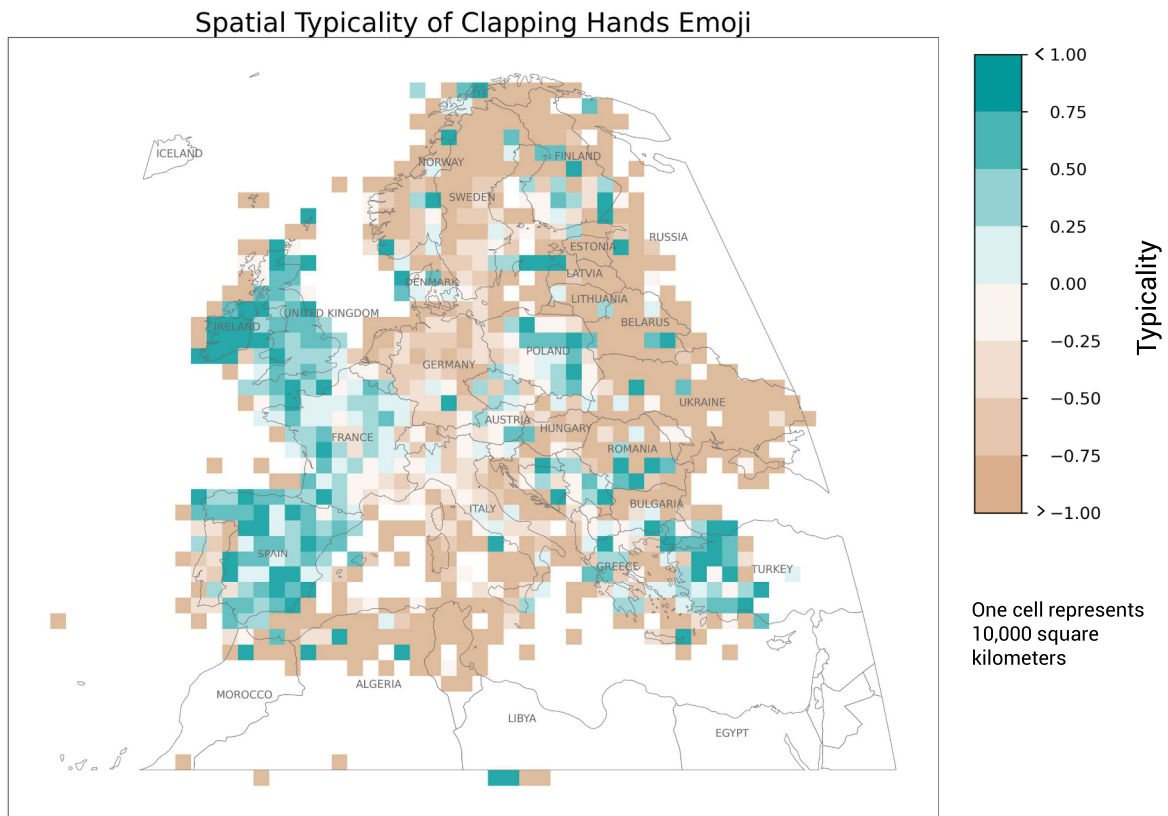 Spatial Typicality of Clapping Hands Emoji
ICELAND
NORWAY
FINLAND
SWEDEN
RUSSIA
ESTONIA
LATVIA
DENMARK
LITHUANIA
UNITED KINGDOM
IRELAND
BELARUS
POLAND
GERMANY
UKRAINE
AUSTRIA
HUNGARY
FRANCE
ROMANIA
BULGARIA
ITALY
SPAIN
GREECE
TURKEY
ALGERIA
MOROCCO
LIBYA
EGYPT
< 1.00
0.75
0.50
0.25
0.00
−0.25
−0.50
−0.75
> −1.00
Typicality
One cell represents
10,000 square
kilometers